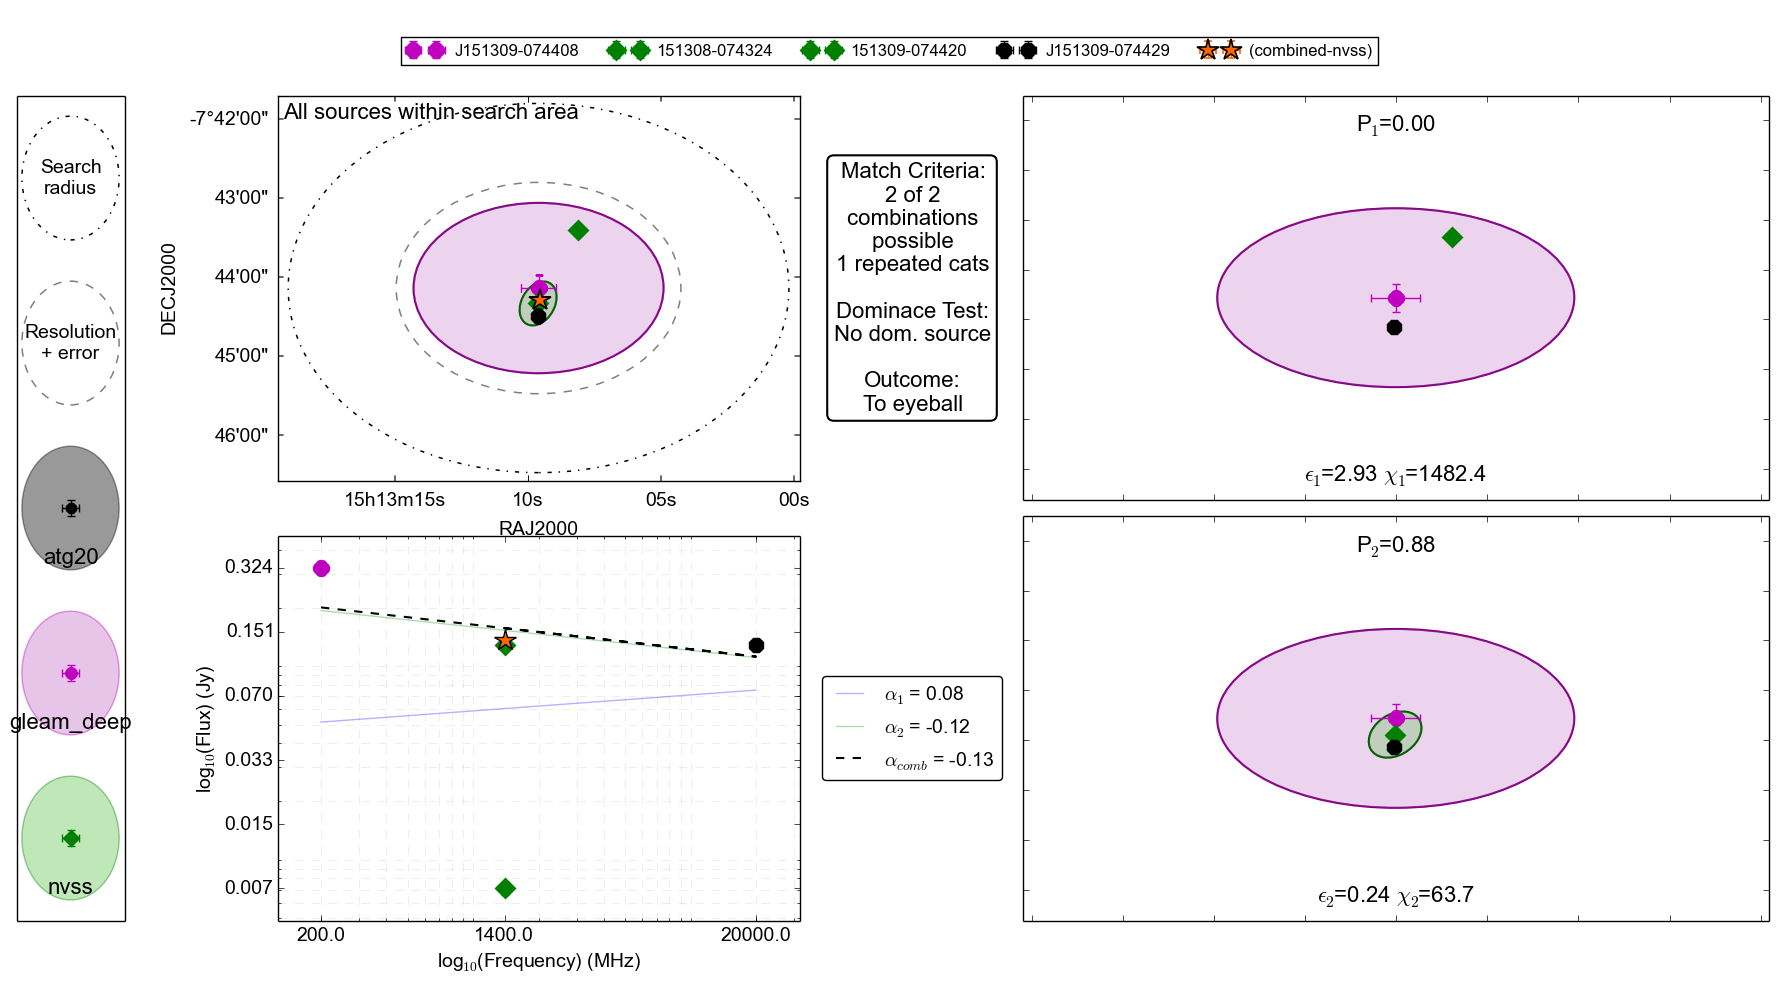 J151309-074408 151308-074324 151309-074420 J151309-074429 (combined-nvss)
Search
radius
Resolution
+ error
atg20
gleam_deep
nvss
All sources within search area
-7°42'00"
43'00"
44'00"
45'00"
46'00"
DECJ2000
15h13m15s 10s 05s 00s
RAJ2000
Match Criteria:
2 of 2
combinations
possible
1 repeated cats
Dominace Test:
No dom. source
Outcome:
To eyeball
P₁=0.00
ϵ₁=2.93 χ₁=1482.4
0.324
0.151
0.070
0.033
0.015
0.007
log₁₀(Flux) (Jy)
200.0 1400.0 20000.0
log₁₀(Frequency) (MHz)
α₁ = 0.08
α₂ = -0.12
α_comb = -0.13
P₂=0.88
ϵ₂=0.24 χ₂=63.7